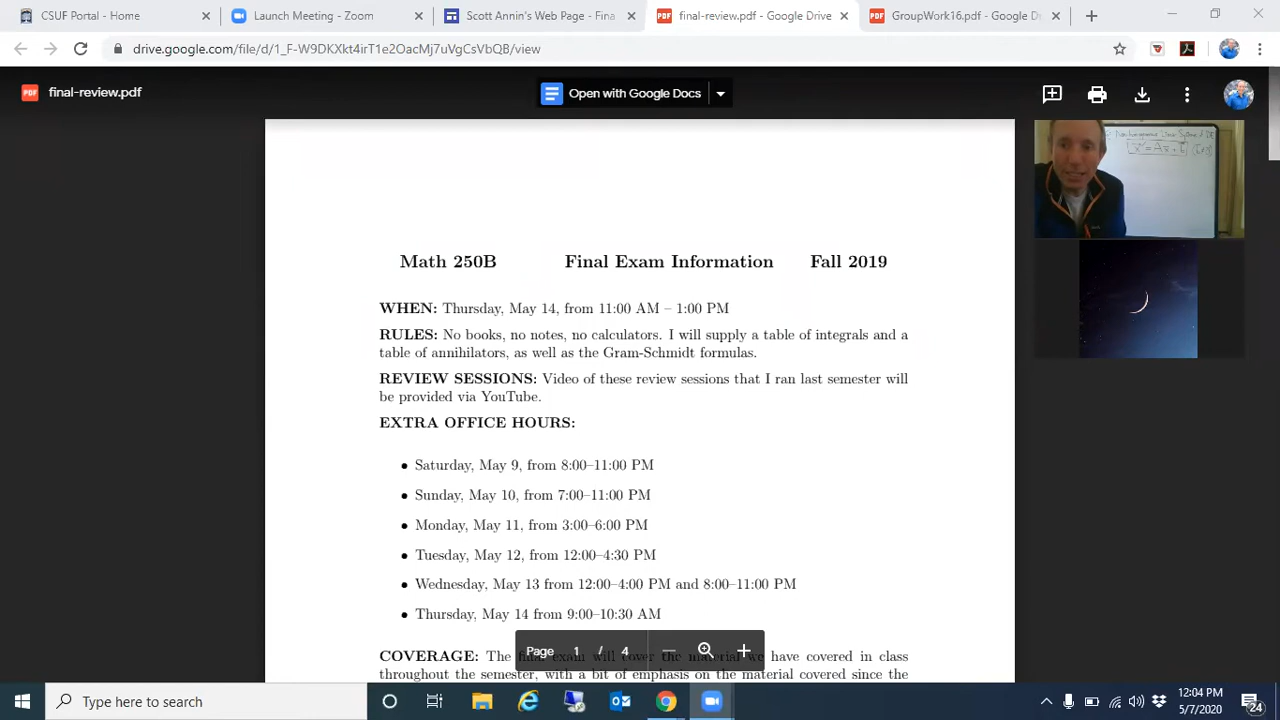 CSUF Portal - Home
Launch Meeting - Zoom
Scott Annin's Web Page - Fina
final-review.pdf - Google Drive
GroupWork16.pdf - Google D
drive.google.com/file/d/1_F-W9DKXkt4irT1e2OacMj7uYgCsVbQ8/view
PDF final-review.pdf
Open with Google Docs
Math 250B Final Exam Information Fall 2019
WHEN: Thursday, May 14, from 11:00 AM – 1:00 PM
RULES: No books, no notes, no calculators. I will supply a table of integrals and a
table of annihilators, as well as the Gram-Schmidt formulas.
REVIEW SESSIONS: Video of these review sessions that I ran last semester will
be provided via YouTube.
EXTRA OFFICE HOURS:
• Saturday, May 9, from 8:00–11:00 PM
• Sunday, May 10, from 7:00–11:00 PM
• Monday, May 11, from 3:00–6:00 PM
• Tuesday, May 12, from 12:00–4:30 PM
• Wednesday, May 13 from 12:00–4:00 PM and 8:00–11:00 PM
• Thursday, May 14 from 9:00–10:30 AM
Page 1 / 4
COVERAGE: The final exam will cover the material we have covered in class
throughout the semester, with a bit of emphasis on the material covered since the
Type here to search
12:04 PM
5/7/2020
24